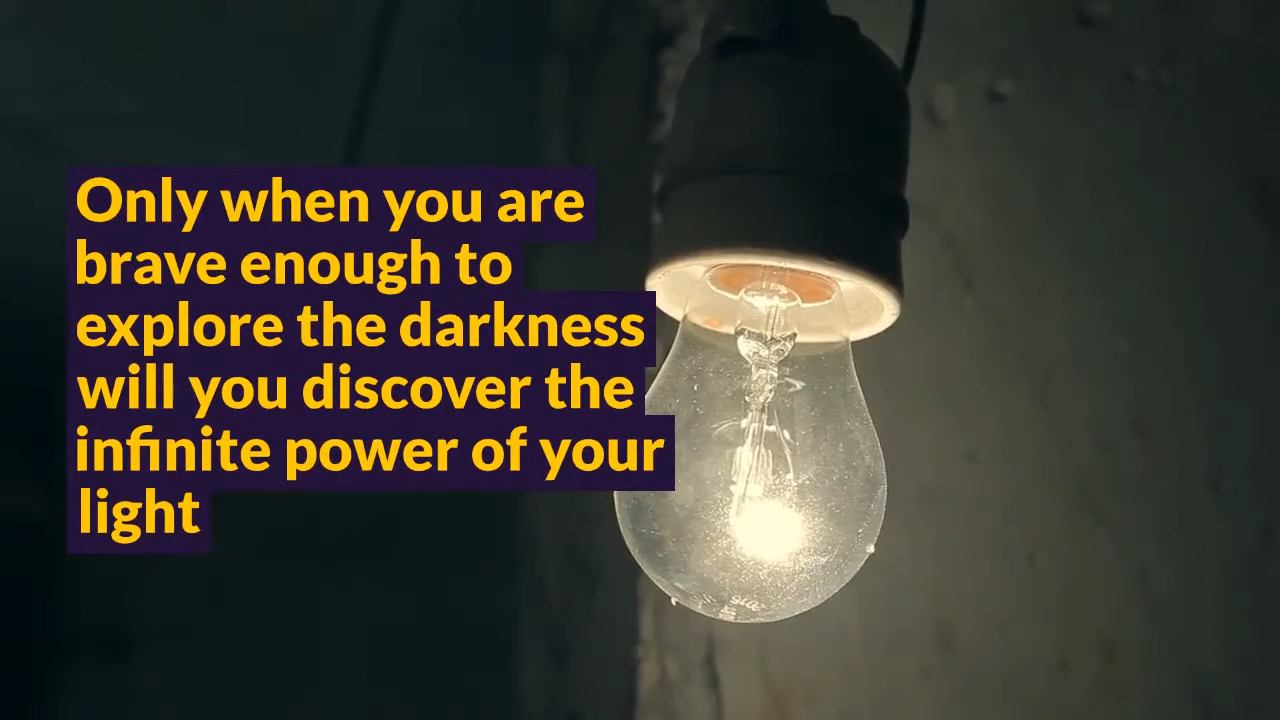 Only when you are
brave enough to
explore the darkness
will you discover the
infinite power of your
light